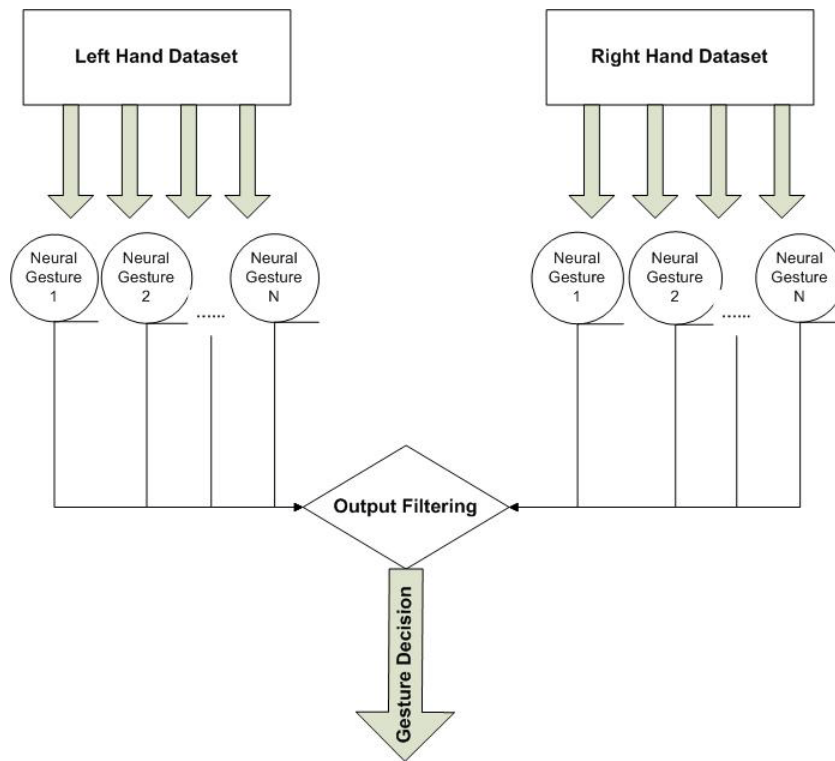 Left Hand Dataset
Right Hand Dataset
Neural
Gesture
1
Neural
Gesture
2
......
Neural
Gesture
N
Neural
Gesture
1
Neural
Gesture
2
......
Neural
Gesture
N
Output Filtering
Gesture Decision